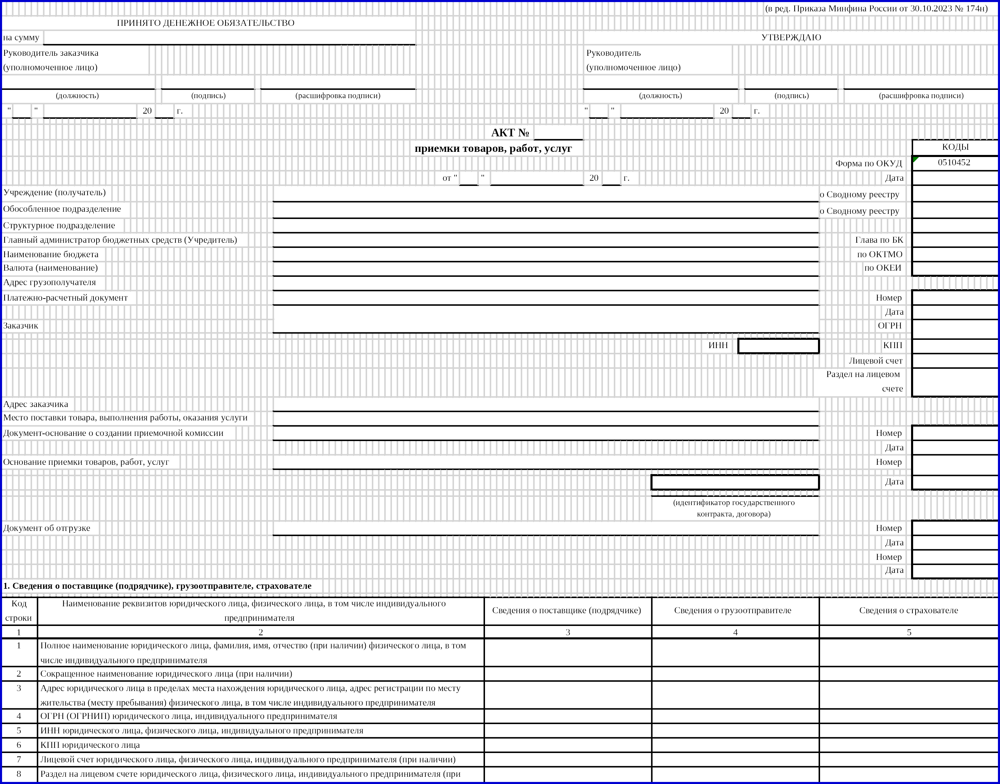 (в ред. Приказа Минфина России от 30.10.2023 № 174н)
ПРИНЯТО ДЕНЕЖНОЕ ОБЯЗАТЕЛЬСТВО
на сумму
УТВЕРЖДАЮ
Руководитель заказчика
(уполномоченное лицо)
Руководитель
(уполномоченное лицо)
(должность) (подпись) (расшифровка подписи) (должность) (подпись) (расшифровка подписи)
" " 20 г. " " 20 г.
АКТ №
приемки товаров, работ, услуг
КОДЫ
Форма по ОКУД 0510452
от " " 20 г. Дата
Учреждение (получатель) о Сводному реестру
Обособленное подразделение о Сводному реестру
Структурное подразделение
Главный администратор бюджетных средств (Учредитель) Глава по БК
Наименование бюджета по ОКТМО
Валюта (наименование) по ОКЕИ
Адрес грузополучателя
Платежно-расчетный документ Номер
Дата
Заказчик ОГРН
ИНН КПП
Лицевой счет
Раздел на лицевом
счете
Адрес заказчика
Место поставки товара, выполнения работы, оказания услуги
Документ-основание о создании приемочной комиссии Номер
Дата
Основание приемки товаров, работ, услуг Номер
Дата
(идентификатор государственного
контракта, договора)
Документ об отгрузке Номер
Дата
Номер
Дата
1. Сведения о поставщике (подрядчике), грузоотправителе, страхователе
Код
строки
Наименование реквизитов юридического лица, физического лица, в том числе индивидуального
предпринимателя
Сведения о поставщике (подрядчике) Сведения о грузоотправителе Сведения о страхователе
1 2 3 4 5
1 Полное наименование юридического лица, фамилия, имя, отчество (при наличии) физического лица, в том
числе индивидуального предпринимателя
2 Сокращенное наименование юридического лица (при наличии)
3 Адрес юридического лица в пределах места нахождения юридического лица, адрес регистрации по месту
жительства (месту пребывания) физического лица, в том числе индивидуального предпринимателя
4 ОГРН (ОГРНИП) юридического лица, индивидуального предпринимателя
5 ИНН юридического лица, физического лица, индивидуального предпринимателя
6 КПП юридического лица
7 Лицевой счет юридического лица, физического лица, индивидуального предпринимателя (при наличии)
8 Раздел на лицевом счете юридического лица, физического лица, индивидуального предпринимателя (при